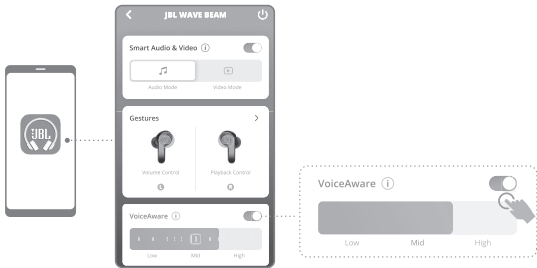 JBL
JBL WAVE BEAM
Smart Audio & Video
Audio Mode Video Mode
Gestures
Volume Control Playback Control
L R
VoiceAware
Low Mid High
VoiceAware
Low Mid High